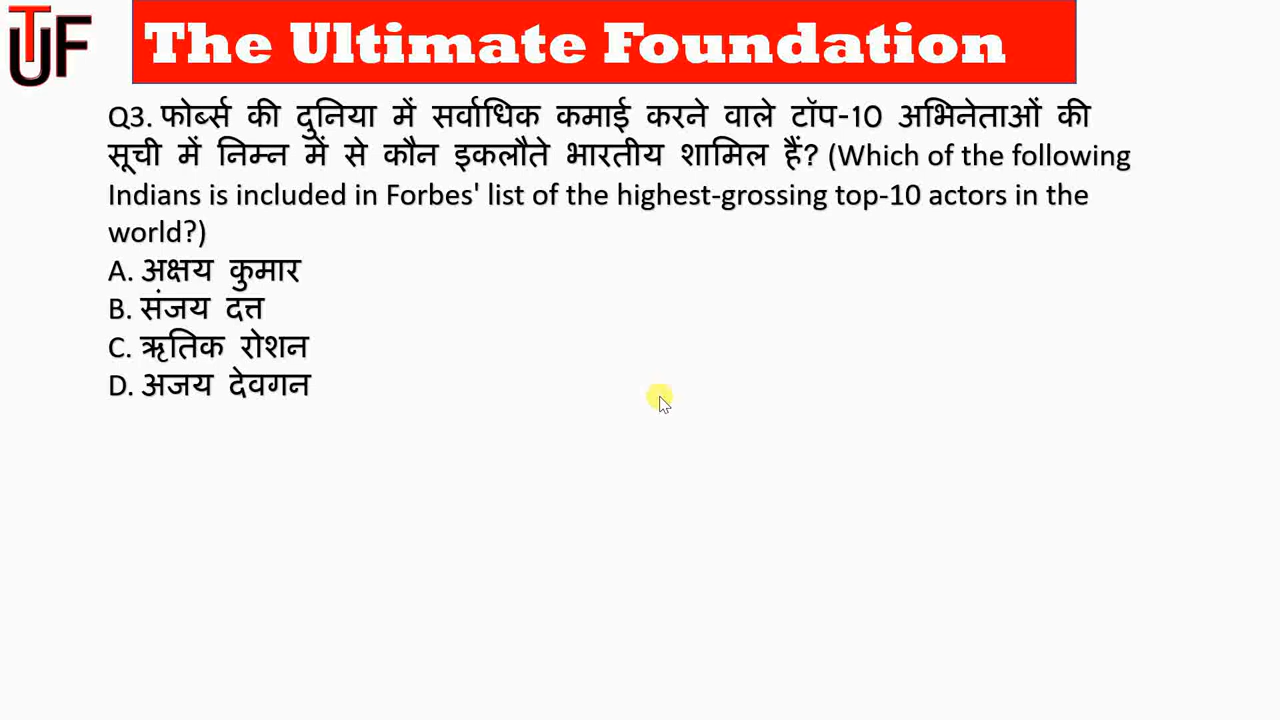 TUF
The Ultimate Foundation
Q3. फोर्ब्स की दुनिया में सर्वाधिक कमाई करने वाले टॉप-10 अभिनेताओं की
सूची में निम्न में से कौन इकलौते भारतीय शामिल हैं? (Which of the following
Indians is included in Forbes' list of the highest-grossing top-10 actors in the
world?)
A. अक्षय कुमार
B. संजय दत्त
C. ऋतिक रोशन
D. अजय देवगन